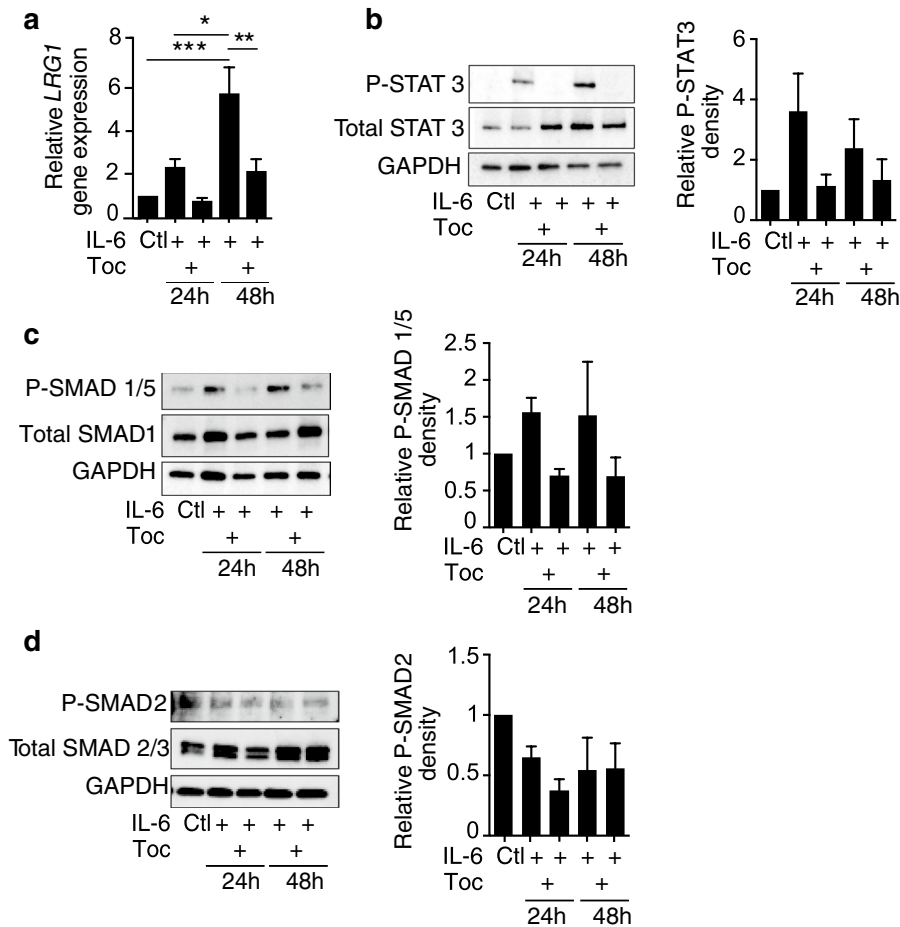 a
Relative LRG1
gene expression
8
6
4
2
0
*
***
**
IL-6 Ctl + + + +
Toc + +
24h 48h
b
P-STAT 3
Total STAT 3
GAPDH
IL-6 Ctl + + + +
Toc + +
24h 48h
Relative P-STAT3
density
6
4
2
0
IL-6 Ctl + + + +
Toc + +
24h 48h
c
P-SMAD 1/5
Total SMAD1
GAPDH
IL-6 Ctl + + + +
Toc + +
24h 48h
Relative P-SMAD 1/5
density
2.5
2
1.5
1
0.5
0
IL-6 Ctl + + + +
Toc + +
24h 48h
d
P-SMAD2
Total SMAD 2/3
GAPDH
IL-6 Ctl + + + +
Toc + +
24h 48h
Relative P-SMAD2
density
1.5
1
0.5
0
IL-6 Ctl + + + +
Toc + +
24h 48h